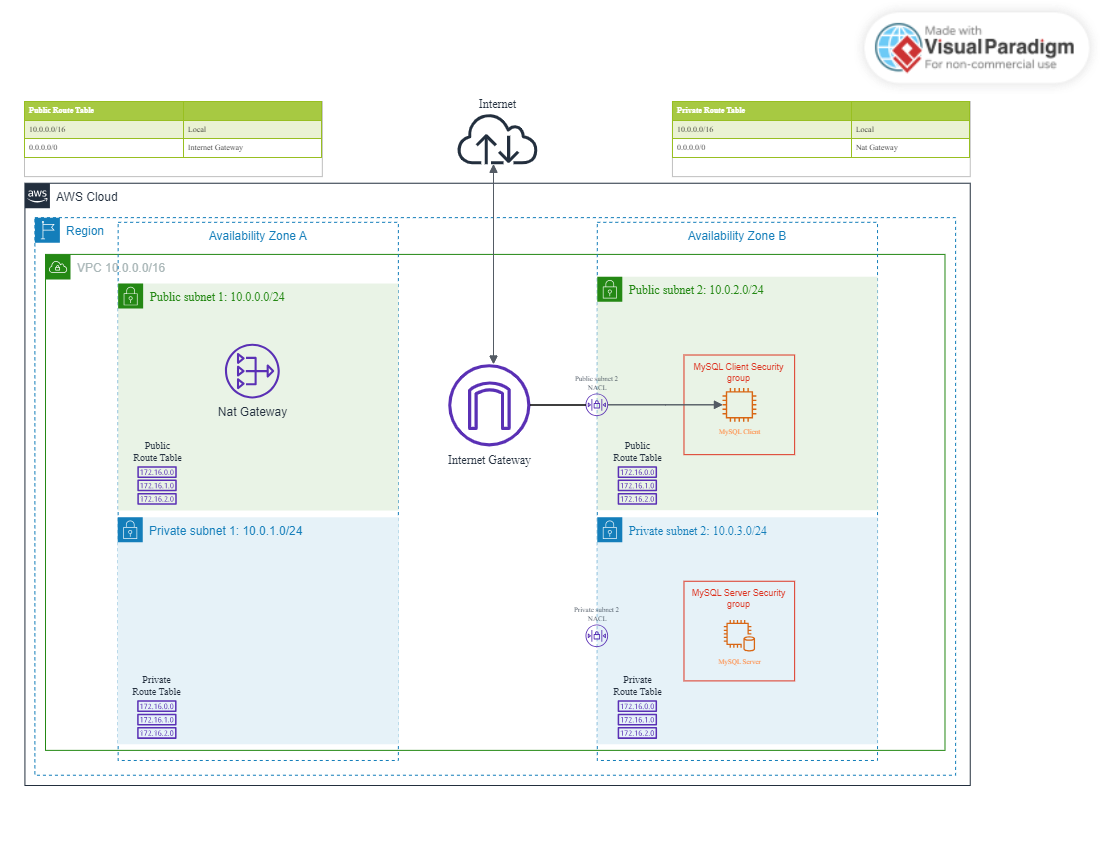 Made with
Visual Paradigm
For non-commercial use
Public Route Table
10.0.0.0/16 Local
0.0.0.0/0 Internet Gateway
Internet
Private Route Table
10.0.0.0/16 Local
0.0.0.0/0 Nat Gateway
aws
AWS Cloud
Region
Availability Zone A
Availability Zone B
VPC 10.0.0.0/16
Public subnet 1: 10.0.0.0/24
Nat Gateway
Public
Route Table
172.16.0.0
172.16.1.0
172.16.2.0
Internet Gateway
Public subnet 2: 10.0.2.0/24
Public subnet 2
NACL
MySQL Client Security
group
MySQL Client
Public
Route Table
172.16.0.0
172.16.1.0
172.16.2.0
Private subnet 1: 10.0.1.0/24
Private
Route Table
172.16.0.0
172.16.1.0
172.16.2.0
Private subnet 2: 10.0.3.0/24
Private subnet 2
NACL
MySQL Server Security
group
MySQL Server
Private
Route Table
172.16.0.0
172.16.1.0
172.16.2.0